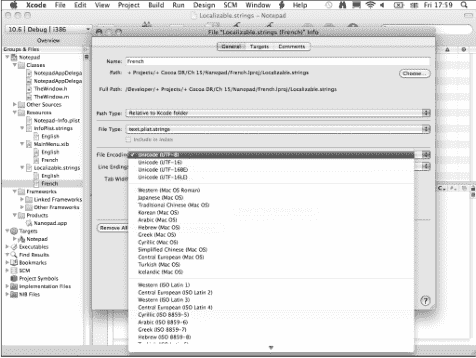 Xcode File Edit View Project Build Design SCM Window Help Fri 17:59
Localizable.strings - Notepad
10.6 | Debug | i386
Overview
File "Localizable.strings (French)" Info
General Targets Comments
Groups & Files
Notepad
Classes
NotepadAppDelega
NotepadAppDelega
TheWindow.h
TheWindow.m
Other Sources
Resources
Notepad-Info.plist
InfoPlist.strings
English
MainMenu.xib
English
French
Localizable.strings
English
French
Frameworks
Linked Frameworks
Other Frameworks
Products
Nanopad.app
Targets
Notepad
Executables
Find Results
Bookmarks
SCM
Project Symbols
Implementation Files
NIB Files
Name: French
Path: + Projects/+ Cocoa DR/Ch 15/Nanopad/French.lproj/Localizable.strings
Choose...
Full Path: /Developer/+ Projects/+ Cocoa DR/Ch 15/Nanopad/French.lproj/Localizable.strings
Path Type: Relative to Xcode folder
File Type: text.plist.strings
Include in index
File Encoding
Line Ending
Tab Width
Remove All
Unicode (UTF-8)
Unicode (UTF-16)
Unicode (UTF-16BE)
Unicode (UTF-16LE)
Western (Mac OS Roman)
Japanese (Mac OS)
Traditional Chinese (Mac OS)
Korean (Mac OS)
Arabic (Mac OS)
Hebrew (Mac OS)
Greek (Mac OS)
Cyrillic (Mac OS)
Simplified Chinese (Mac OS)
Central European (Mac OS)
Turkish (Mac OS)
Icelandic (Mac OS)
Western (ISO Latin 1)
Central European (ISO Latin 2)
Western (ISO Latin 3)
Central European (ISO Latin 4)
Cyrillic (ISO 8859-5)
Arabic (ISO 8859-6)
Greek (ISO 8859-7)
Hebrew (ISO 8859-8)